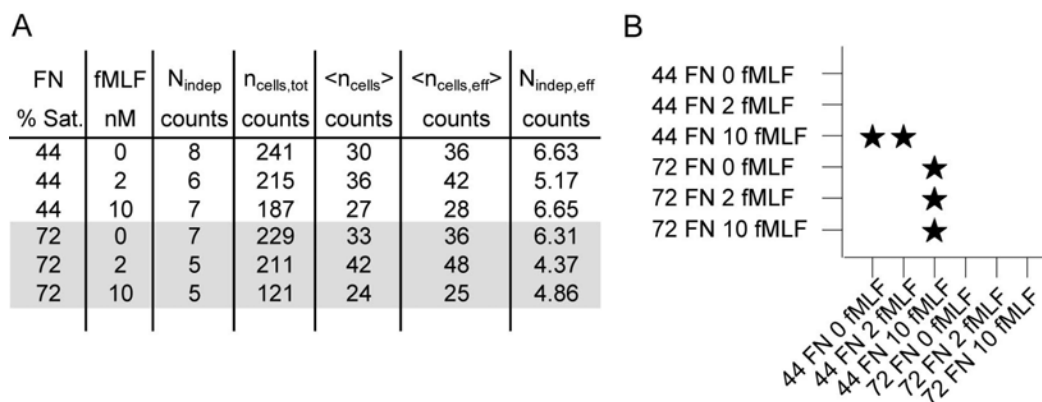 A
FN fMLF N_indep n_cells,tot <n_cells> <n_cells,eff> N_indep,eff
% Sat. nM counts counts counts counts counts
44 0 8 241 30 36 6.63
44 2 6 215 36 42 5.17
44 10 7 187 27 28 6.65
72 0 7 229 33 36 6.31
72 2 5 211 42 48 4.37
72 10 5 121 24 25 4.86
B
44 FN 0 fMLF
44 FN 2 fMLF
44 FN 10 fMLF
72 FN 0 fMLF
72 FN 2 fMLF
72 FN 10 fMLF
44 FN 0 fMLF
44 FN 2 fMLF
44 FN 10 fMLF
72 FN 0 fMLF
72 FN 2 fMLF
72 FN 10 fMLF